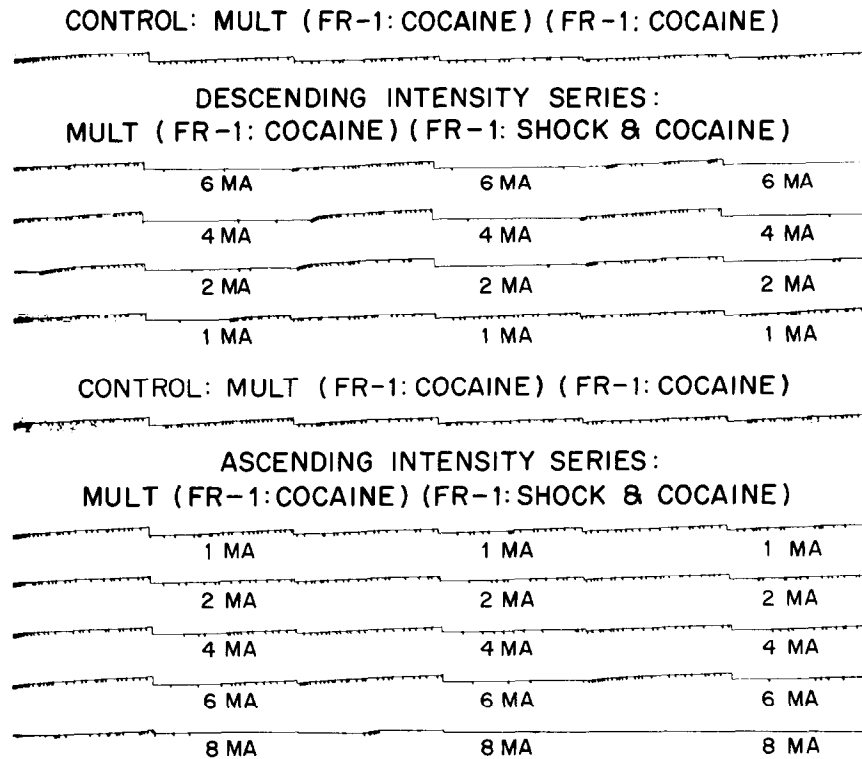 CONTROL: MULT (FR-1: COCAINE) (FR-1: COCAINE)
DESCENDING INTENSITY SERIES:
MULT (FR-1: COCAINE) (FR-1: SHOCK & COCAINE)
6 MA 6 MA 6 MA
4 MA 4 MA 4 MA
2 MA 2 MA 2 MA
1 MA 1 MA 1 MA
CONTROL: MULT (FR-1: COCAINE) (FR-1: COCAINE)
ASCENDING INTENSITY SERIES:
MULT (FR-1: COCAINE) (FR-1: SHOCK & COCAINE)
1 MA 1 MA 1 MA
2 MA 2 MA 2 MA
4 MA 4 MA 4 MA
6 MA 6 MA 6 MA
8 MA 8 MA 8 MA